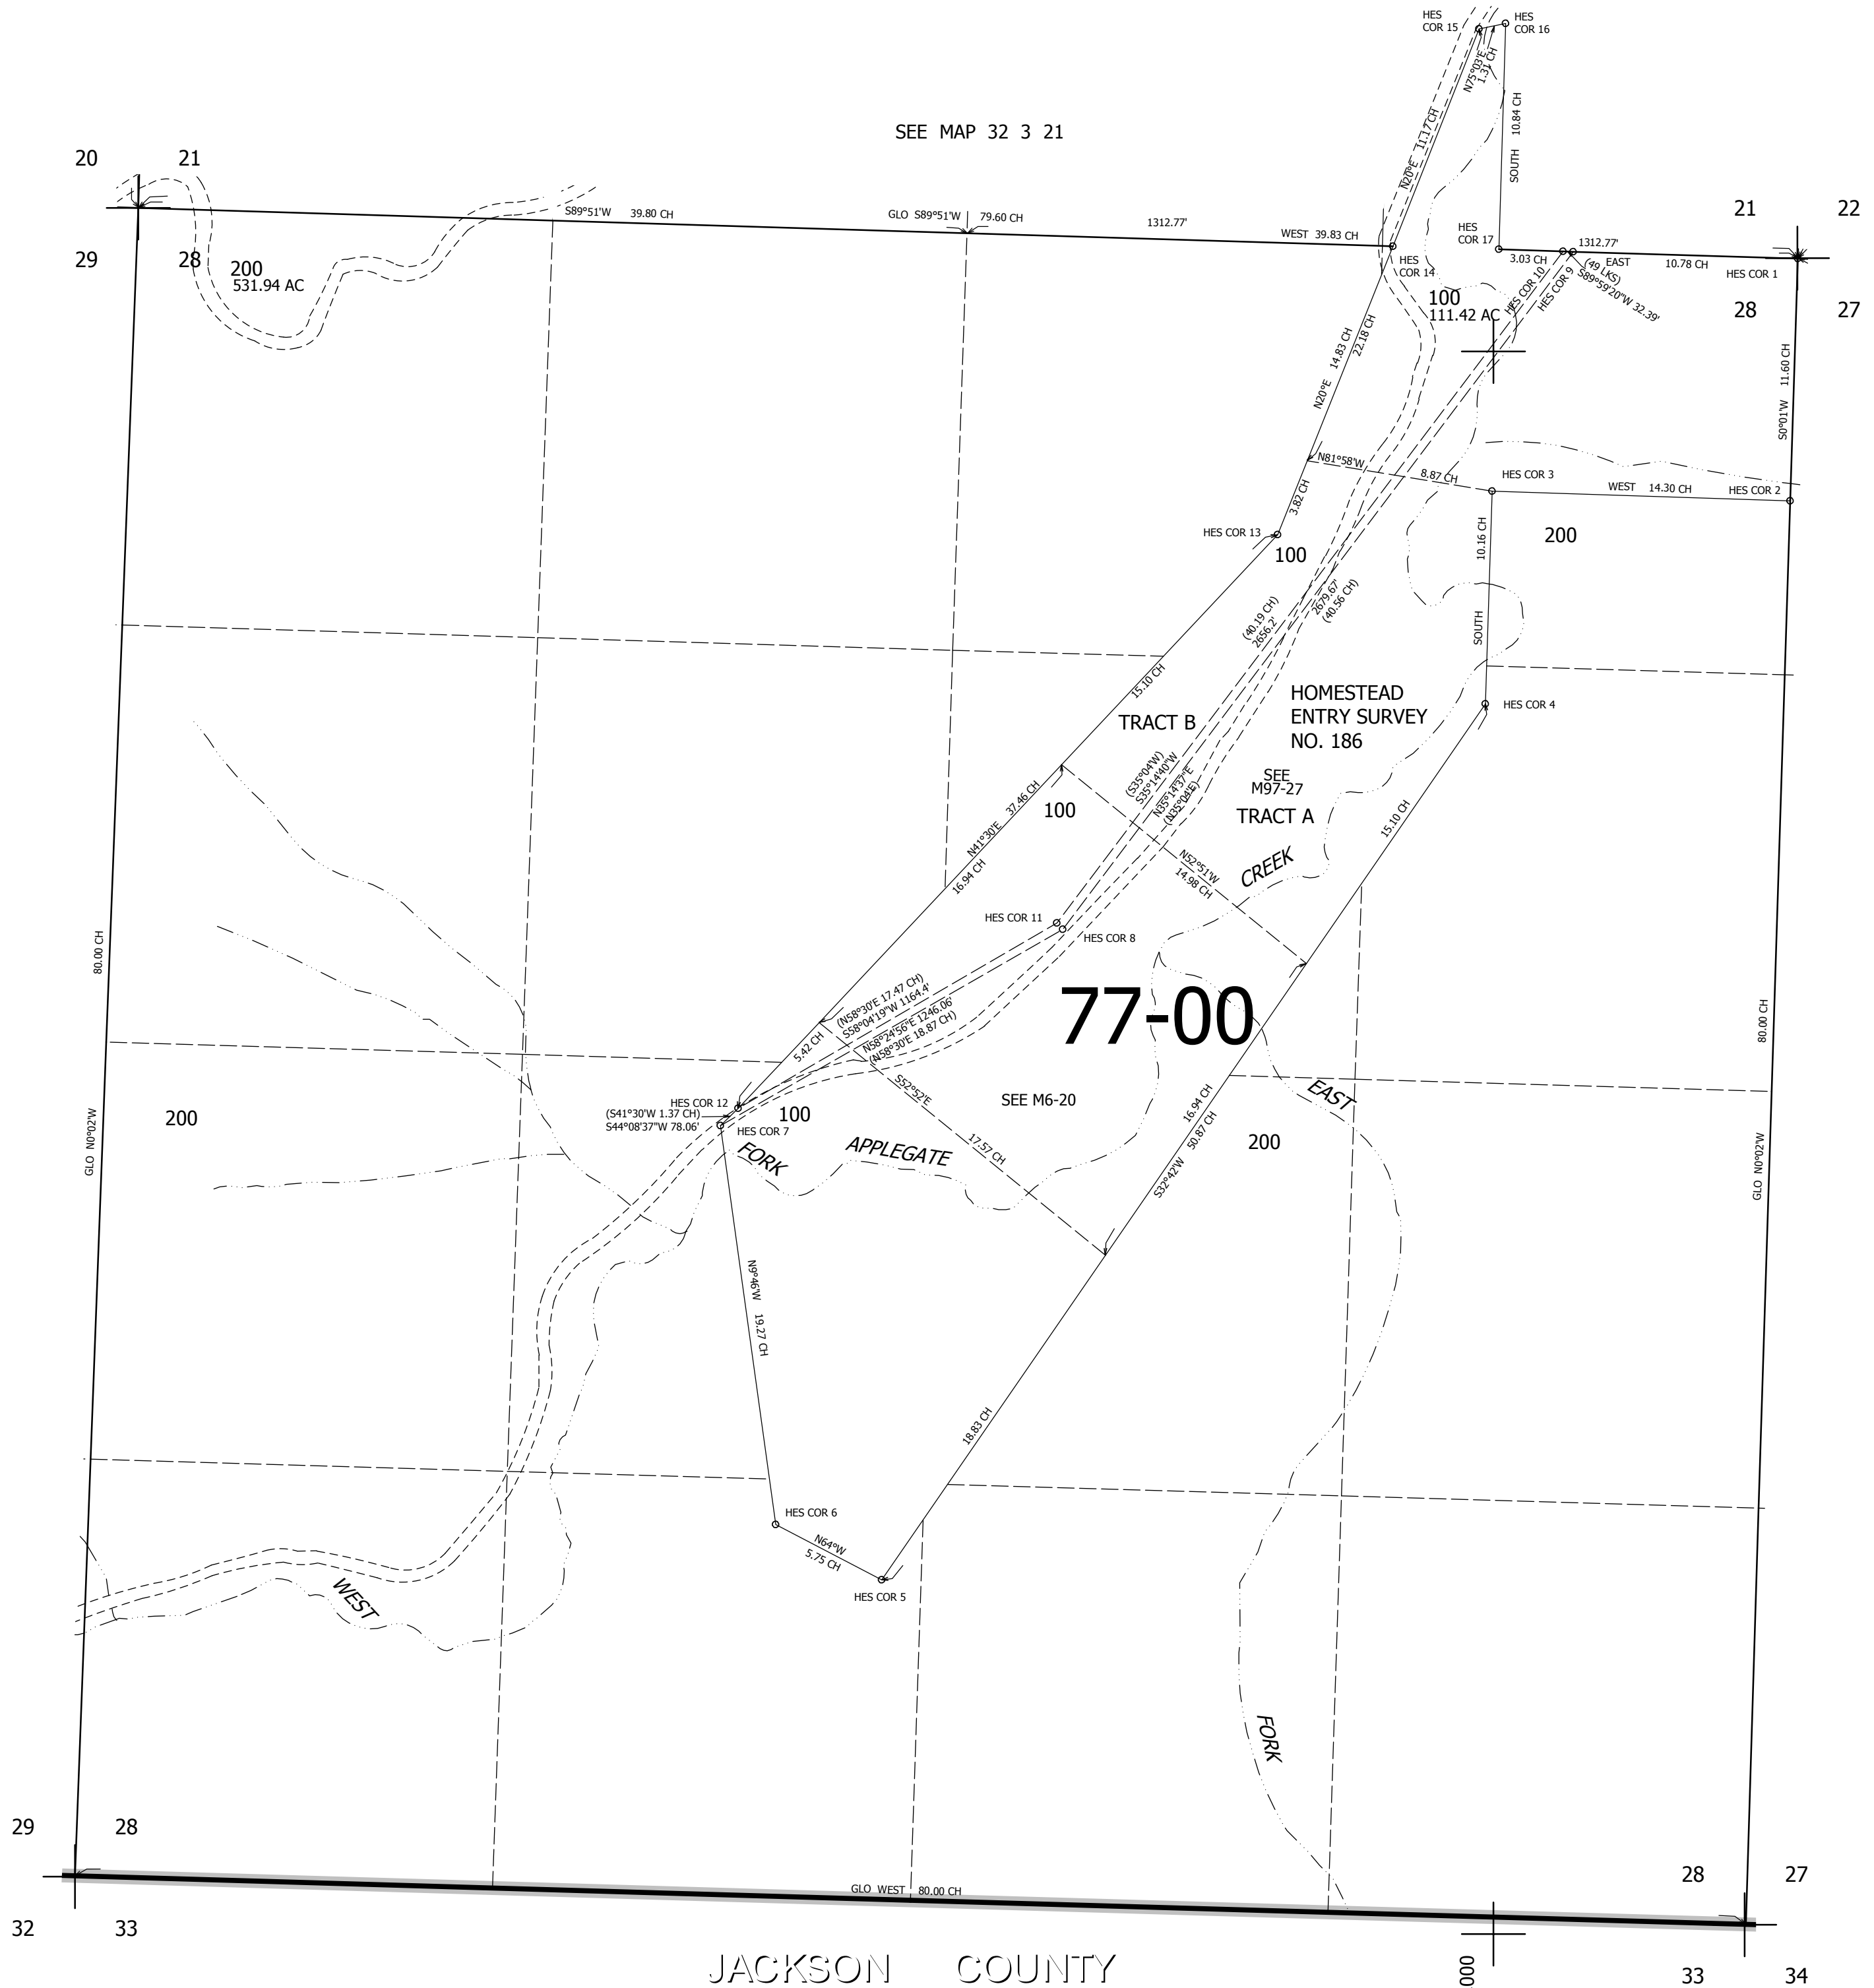 HES
COR 15
HES
COR 16
N75°03'E
1.31 CH
N20°E 11.17 CH
SOUTH 10.84 CH
SEE MAP 32 3 21
20
21
S89°51'W 39.80 CH
GLO S89°51'W 79.60 CH
1312.77'
WEST 39.83 CH
HES
COR 17
1312.77'
21
22
29
28
200
531.94 AC
HES
COR 14
3.03 CH
EAST
10.78 CH
HES COR 1
(49 LKS)
S89°59'20"W 32.39'
HES COR 10
HES COR 9
100
111.42 AC
28
27
N20°E 14.83 CH
22.18 CH
S0°01'W 11.60 CH
N81°58'W
8.87 CH
HES COR 3
WEST 14.30 CH
HES COR 2
3.82 CH
HES COR 13
100
SOUTH 10.16 CH
200
(40.19 CH)
2656.2'
2679.67'
(40.56 CH)
15.10 CH
TRACT B
HOMESTEAD
ENTRY SURVEY
NO. 186
HES COR 4
SEE
M97-27
TRACT A
(S35°04'W)
S35°14'40"W
N35°14'37"E
(N35°04'E)
100
N41°30'E 37.46 CH
16.94 CH
15.10 CH
N52°51'W
14.98 CH
CREEK
HES COR 11
HES COR 8
80.00 CH
77-00
80.00 CH
(N58°30'E 17.47 CH)
S58°04'19"W 1164.4'
N58°24'56"E 1246.06'
(N58°30'E 18.87 CH)
5.42 CH
S52°52'E
SEE M6-20
EAST
HES COR 12
(S41°30'W 1.37 CH)
S44°08'37"W 78.06'
HES COR 7
100
200
16.94 CH
50.87 CH
S32°42'W
200
GLO N0°02'W
GLO N0°02'W
FORK
APPLEGATE
17.57 CH
N9°46'W 19.27 CH
18.83 CH
HES COR 6
N64°W
5.75 CH
HES COR 5
WEST
FORK
29
28
28
27
GLO WEST 80.00 CH
32
33
33
34
000
JACKSON COUNTY